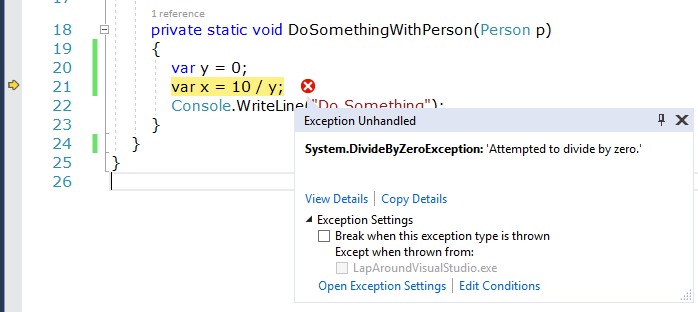 1 reference
18 private static void DoSomethingWithPerson(Person p)
19 {
20 var y = 0;
21 var x = 10 / y;
22 Console.WriteLine("Do Something");
23 }
24 }
25 }
26
Exception Unhandled
System.DivideByZeroException: 'Attempted to divide by zero.'
View Details | Copy Details
Exception Settings
Break when this exception type is thrown
Except when thrown from:
LapAroundVisualStudio.exe
Open Exception Settings | Edit Conditions